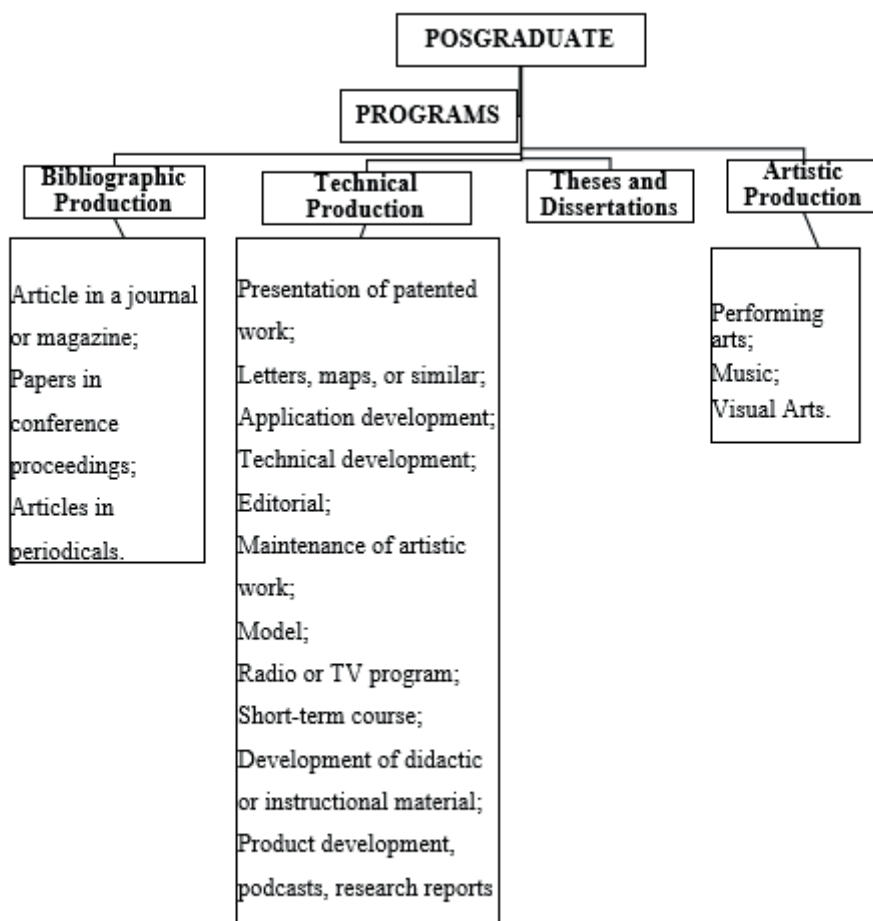 POSGRADUATE
PROGRAMS
Bibliographic
Production
Technical
Production
Theses and
Dissertations
Artistic
Production
Article in a journal
or magazine;
Papers in
conference
proceedings;
Articles in
periodicals.
Presentation of patented
work;
Letters, maps, or similar;
Application development;
Technical development;
Editorial;
Maintenance of artistic
work;
Model;
Radio or TV program;
Short-term course;
Development of didactic
or instructional material;
Product development,
podcasts, research reports
Performing
arts;
Music;
Visual Arts.